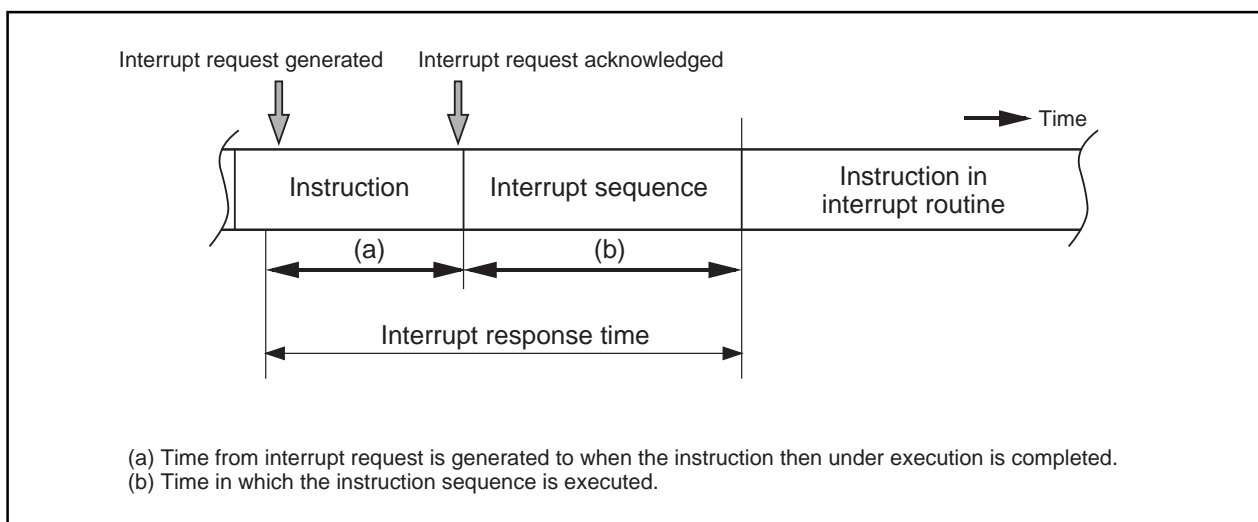 Interrupt request generated
Interrupt request acknowledged
Time
Instruction
Interrupt sequence
Instruction in
interrupt routine
(a)
(b)
Interrupt response time
(a) Time from interrupt request is generated to when the instruction then under execution is completed.
(b) Time in which the instruction sequence is executed.